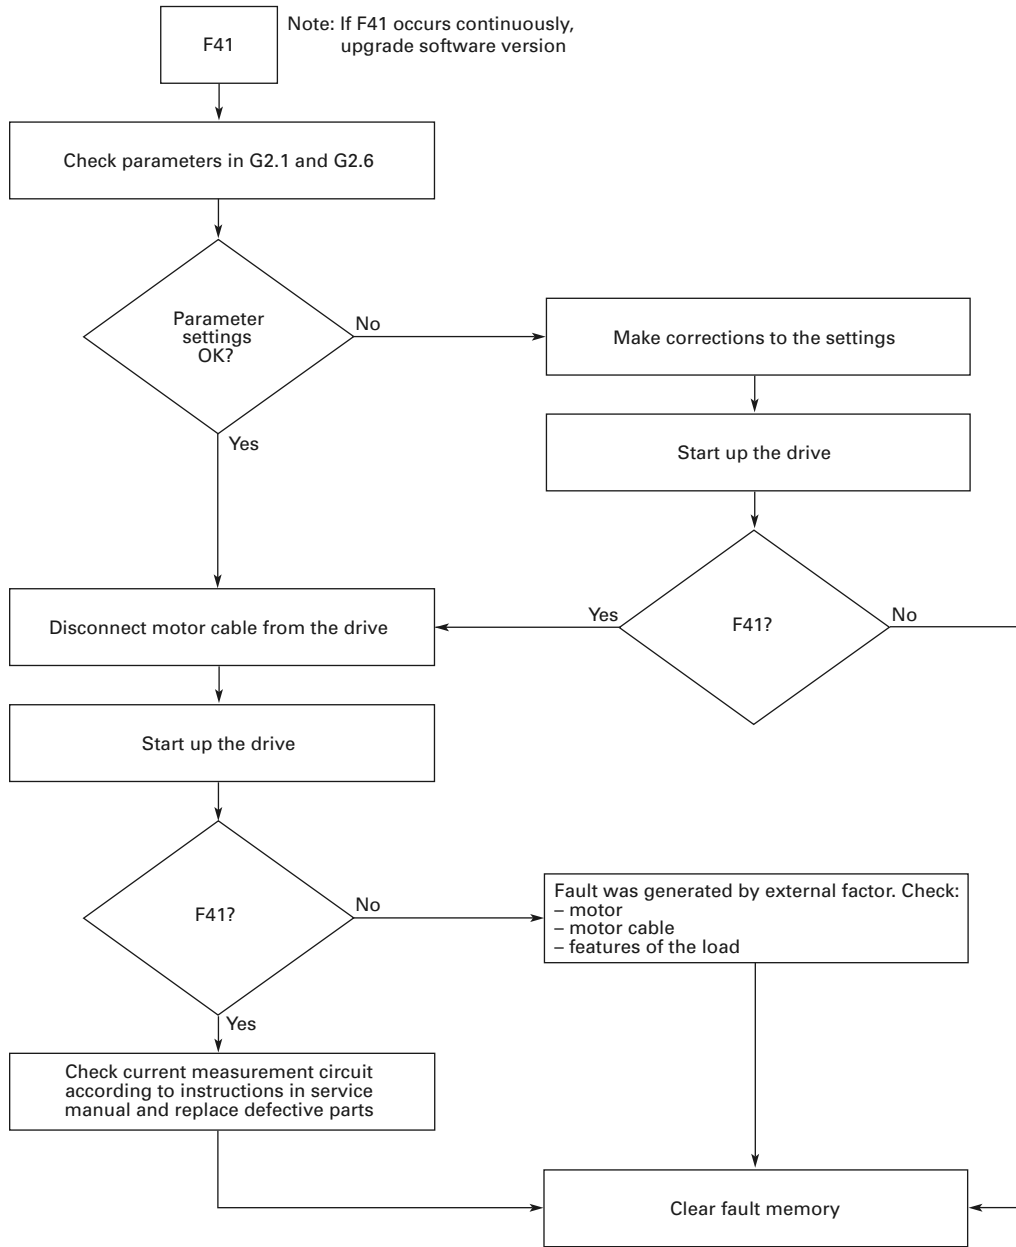 F41
Note: If F41 occurs continuously,
upgrade software version
Check parameters in G2.1 and G2.6
Parameter
settings
OK?
No
Make corrections to the settings
Yes
Start up the drive
Disconnect motor cable from the drive
Yes
F41?
No
Start up the drive
F41?
No
Fault was generated by external factor. Check:
– motor
– motor cable
– features of the load
Yes
Check current measurement circuit
according to instructions in service
manual and replace defective parts
Clear fault memory